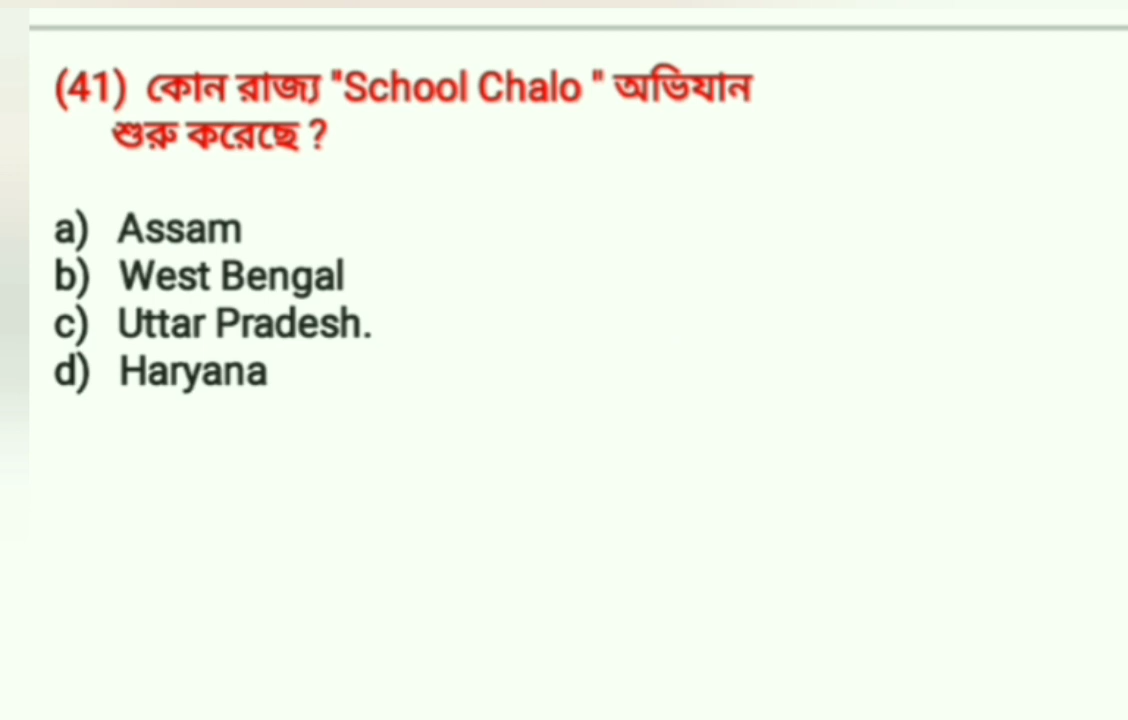 (41) কোন রাজ্য "School Chalo " অভিযান
শুরু করেছে ?
a) Assam
b) West Bengal
c) Uttar Pradesh.
d) Haryana